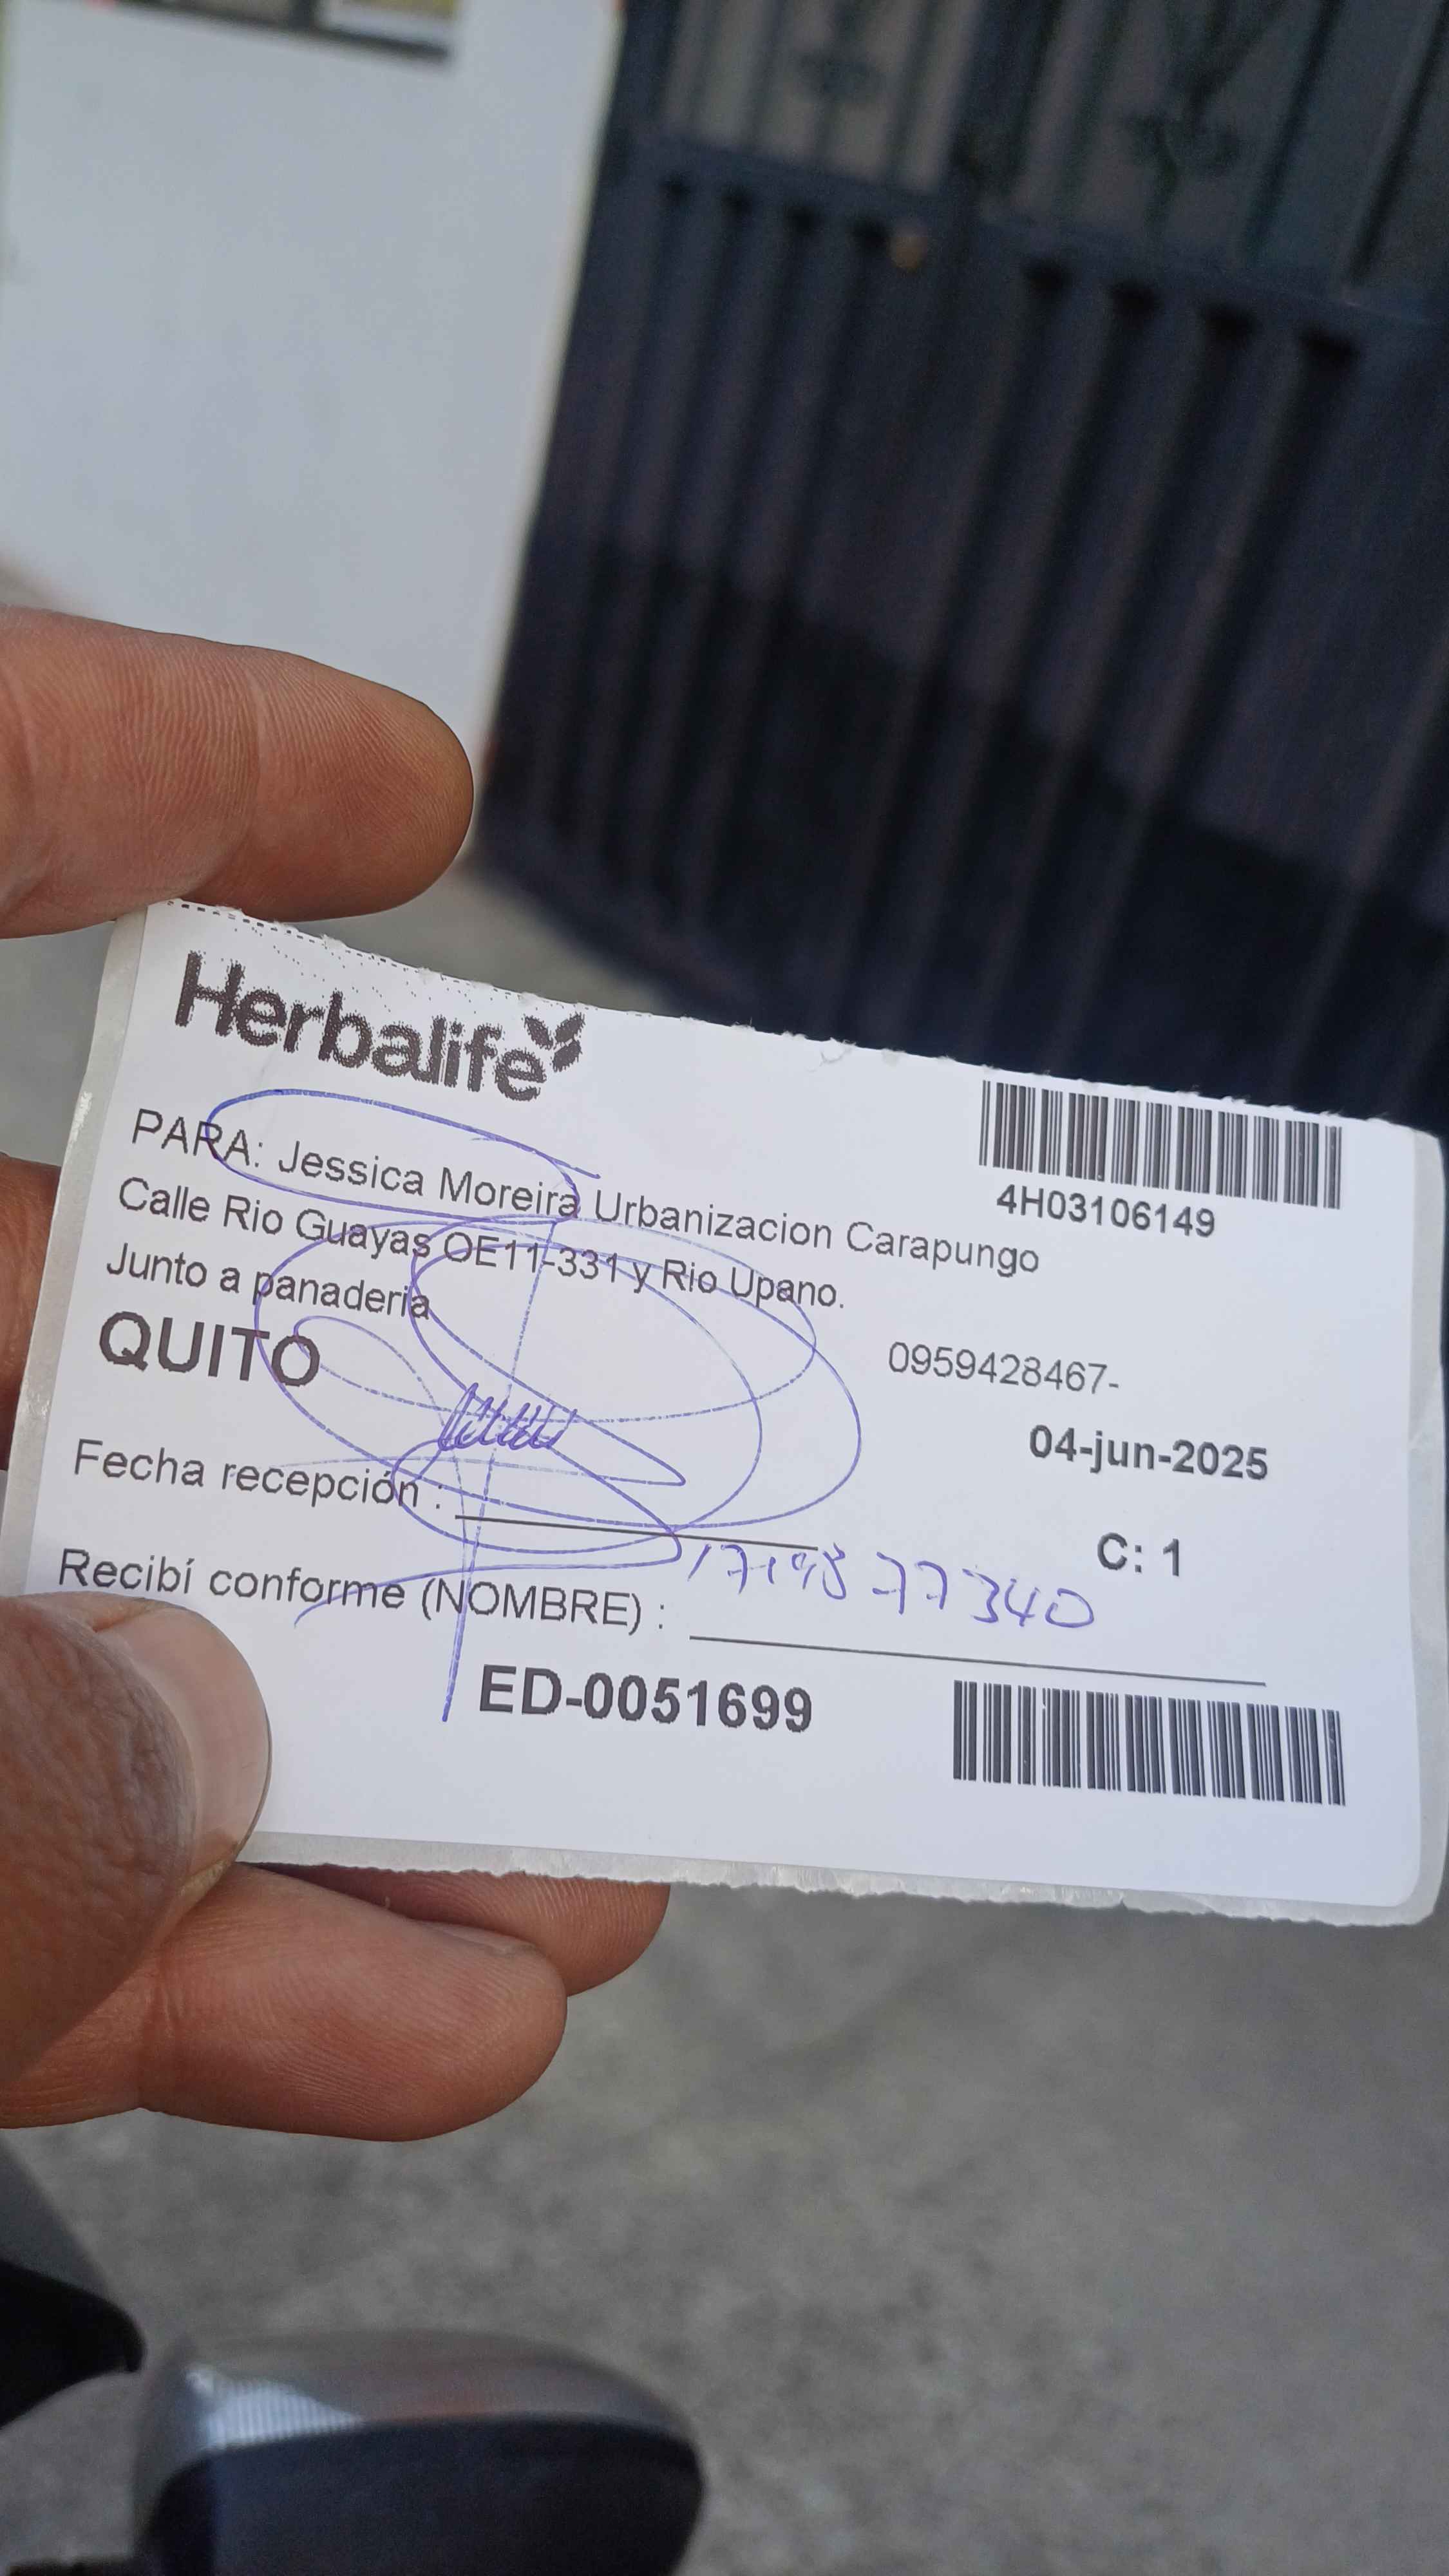 Herbalife
4H03106149
PARA: Jessica Moreira Urbanizacion Carapungo
Calle Rio Guayas OE11-331 y Rio Upano.
Junto a panaderia
QUITO
0959428467-
04-jun-2025
Fecha recepción :
C: 1
Recibí conforme (NOMBRE) :
ED-0051699